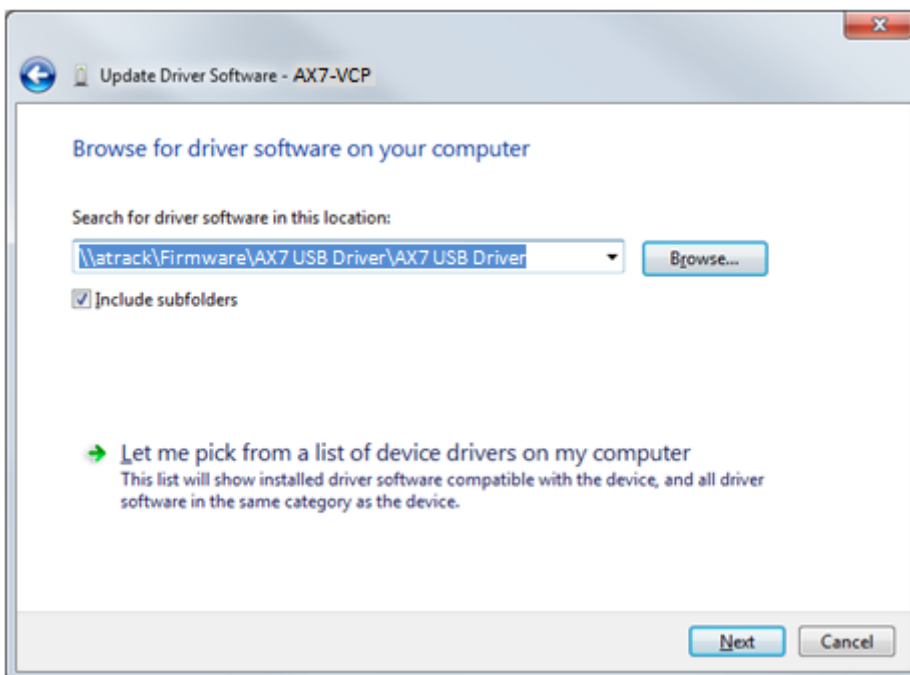 Update Driver Software - AX7-VCP
Browse for driver software on your computer
Search for driver software in this location:
\\atrack\Firmware\AX7 USB Driver\AX7 USB Driver
Browse...
Include subfolders
Let me pick from a list of device drivers on my computer
This list will show installed driver software compatible with the device, and all driver
software in the same category as the device.
Next
Cancel